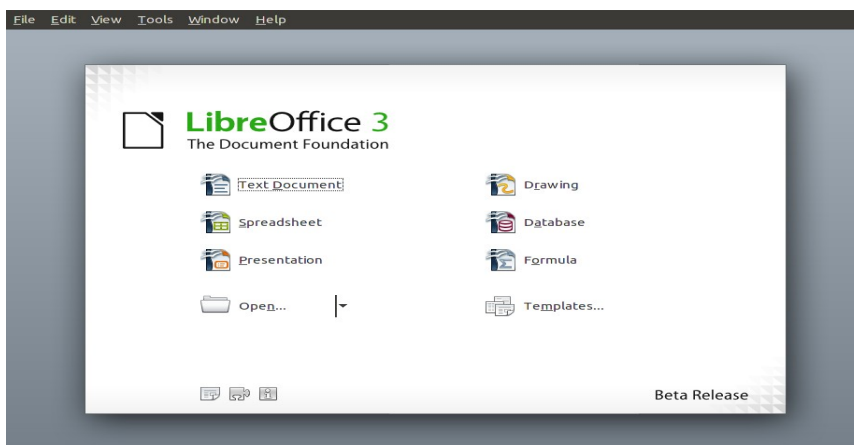 File Edit View Tools Window Help
LibreOffice 3
The Document Foundation
Text Document
Drawing
Spreadsheet
Database
Presentation
Formula
Open...
Templates...
Beta Release